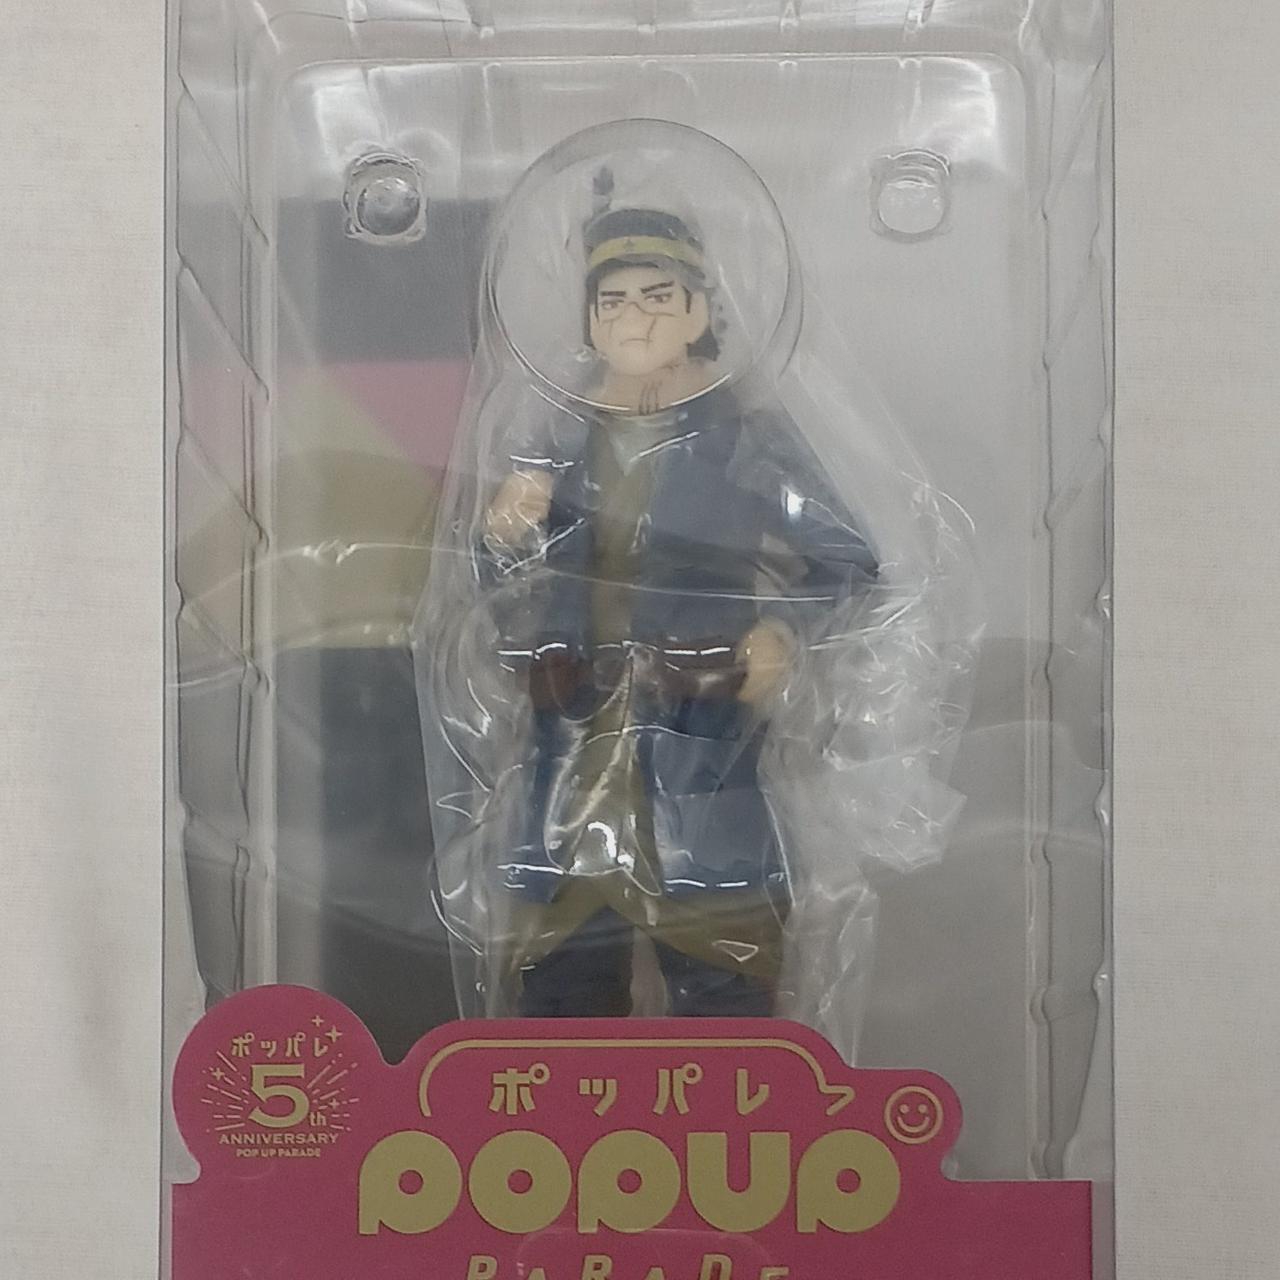 ポッパレ
5th
ANNIVERSARY
POP UP PARADE
ポッパレ
POPUP
PARADE